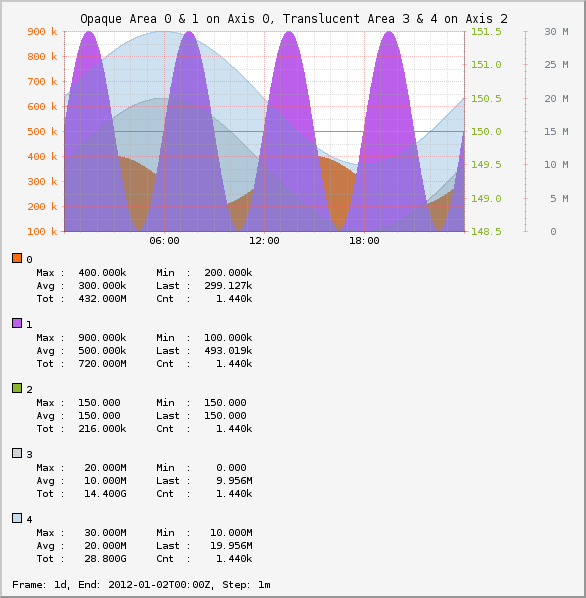 Opaque Area 0 & 1 on Axis 0, Translucent Area 3 & 4 on Axis 2
900 k 151.5 30 M
800 k 151.0 25 M
700 k
600 k 150.5 20 M
500 k 150.0 15 M
400 k 149.5 10 M
300 k
200 k 149.0 5 M
100 k 148.5 0
06:00 12:00 18:00
0
Max : 400.000k Min : 200.000k
Avg : 300.000k Last : 299.127k
Tot : 432.000M Cnt : 1.440k
1
Max : 900.000k Min : 100.000k
Avg : 500.000k Last : 493.019k
Tot : 720.000M Cnt : 1.440k
2
Max : 150.000 Min : 150.000
Avg : 150.000 Last : 150.000
Tot : 216.000k Cnt : 1.440k
3
Max : 20.000M Min : 0.000
Avg : 10.000M Last : 9.956M
Tot : 14.400G Cnt : 1.440k
4
Max : 30.000M Min : 10.000M
Avg : 20.000M Last : 19.956M
Tot : 28.800G Cnt : 1.440k
Frame: 1d, End: 2012-01-02T00:00Z, Step: 1m